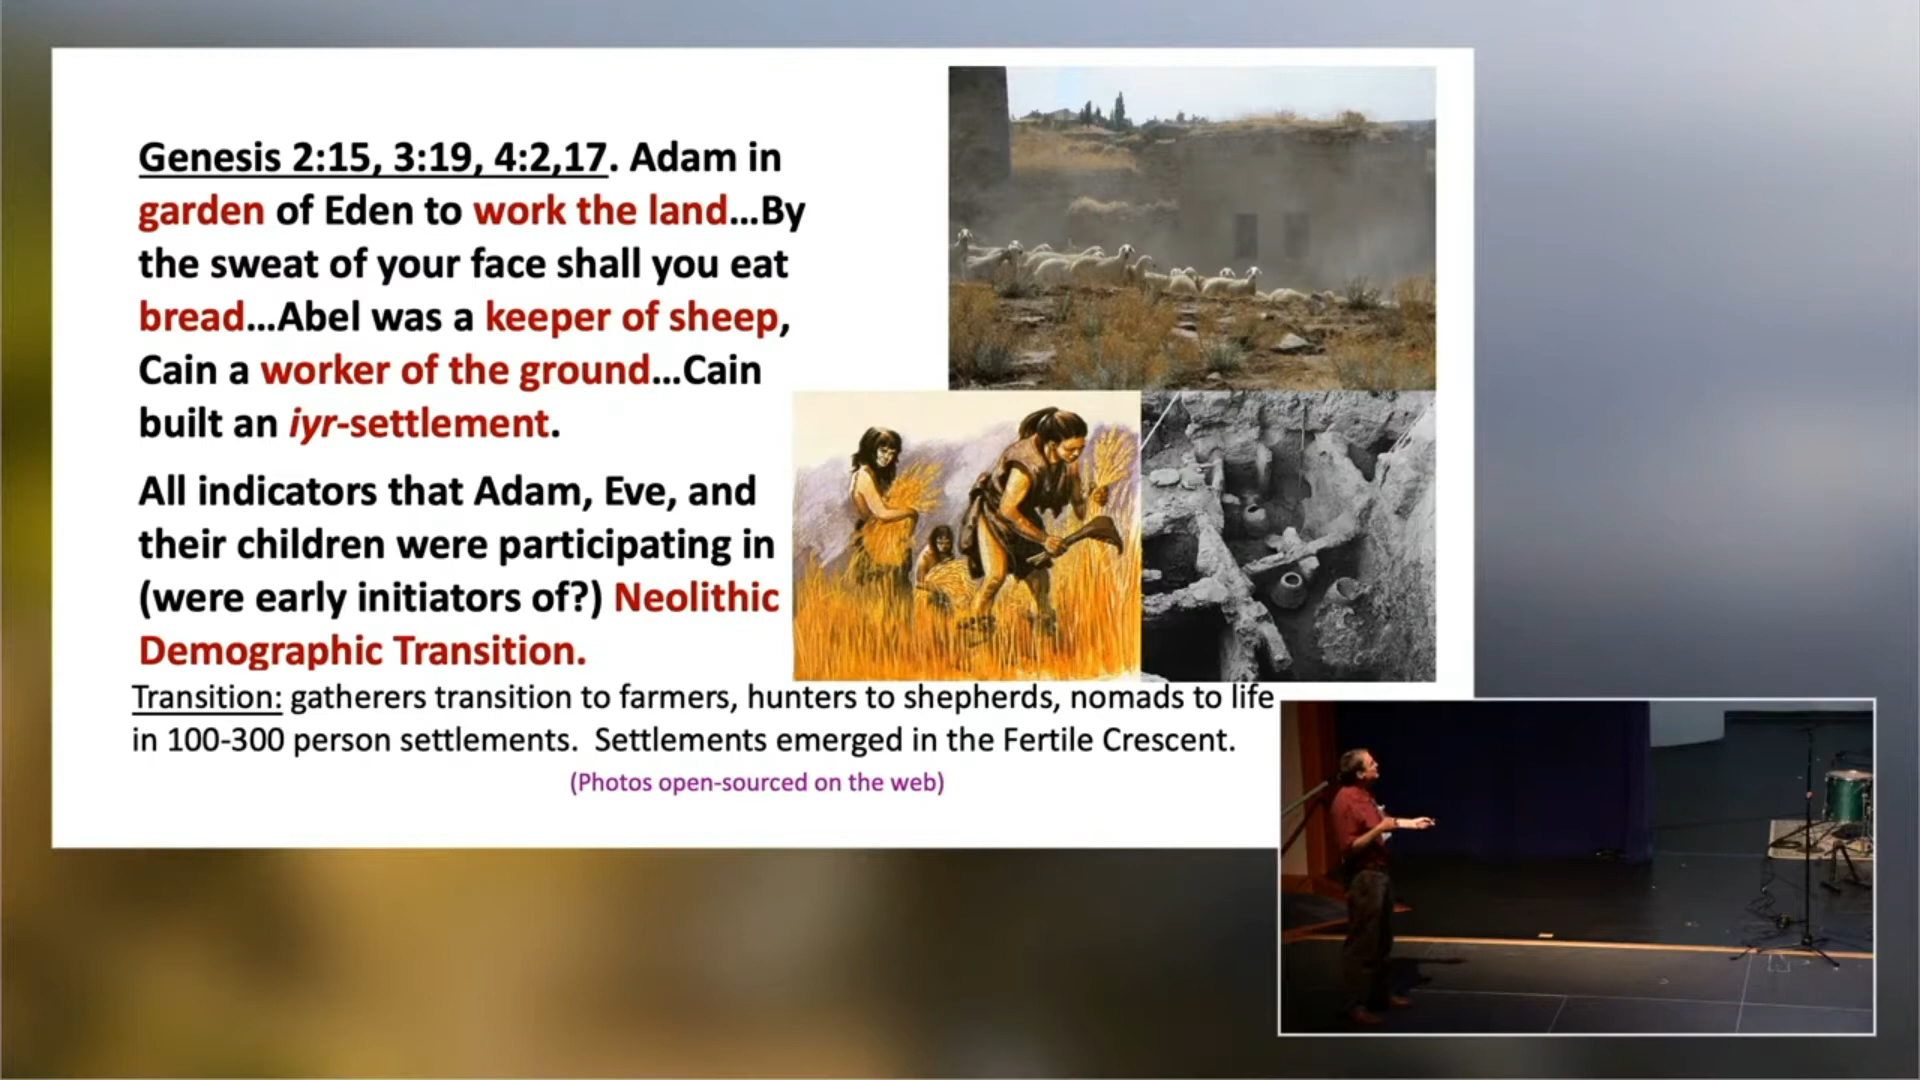 Genesis 2:15, 3:19, 4:2,17. Adam in
garden of Eden to work the land...By
the sweat of your face shall you eat
bread...Abel was a keeper of sheep,
Cain a worker of the ground...Cain
built an iyr-settlement.
All indicators that Adam, Eve, and
their children were participating in
(were early initiators of?) Neolithic
Demographic Transition.
Transition: gatherers transition to farmers, hunters to shepherds, nomads to life
in 100-300 person settlements. Settlements emerged in the Fertile Crescent.
(Photos open-sourced on the web)